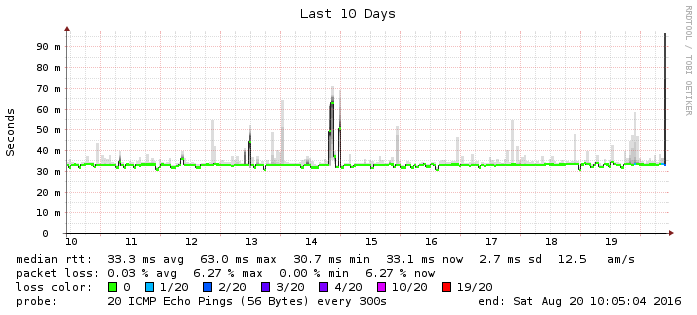 Last 10 Days
RRDTOOL / TOBI OETIKER
Seconds
90 m
80 m
70 m
60 m
50 m
40 m
30 m
20 m
10 m
0
10 11 12 13 14 15 16 17 18 19
median rtt: 33.3 ms avg 63.0 ms max 30.7 ms min 33.1 ms now 2.7 ms sd 12.5 am/s
packet loss: 0.03 % avg 6.27 % max 0.00 % min 6.27 % now
loss color: 0 1/20 2/20 3/20 4/20 10/20 19/20
probe: 20 ICMP Echo Pings (56 Bytes) every 300s end: Sat Aug 20 10:05:04 2016